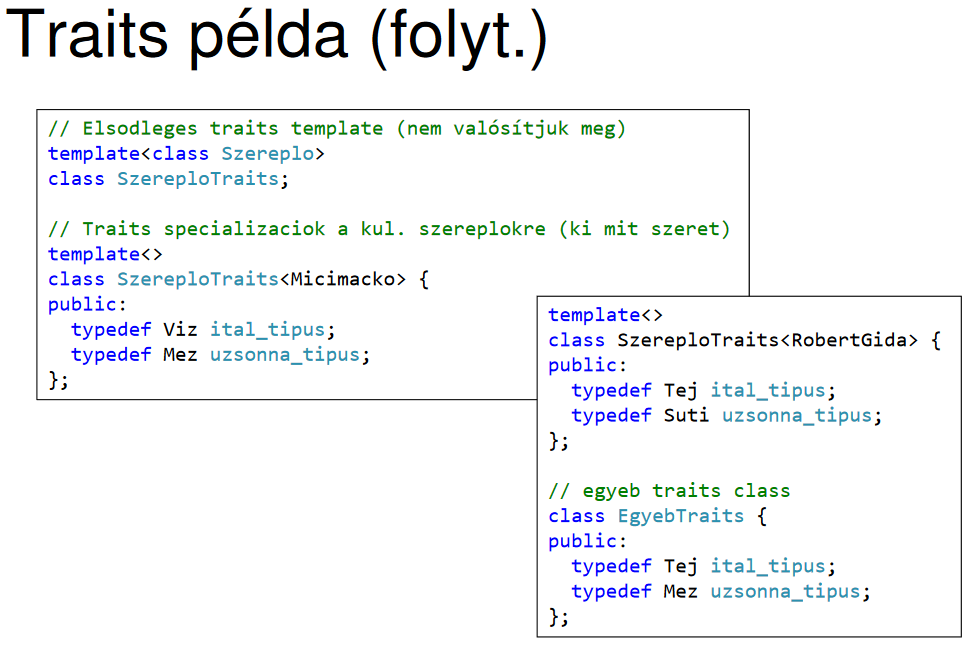 Traits példa (folyt.)
// Elsodleges traits template (nem valósítjuk meg)
template<class Szereplo>
class SzereploTraits;
// Traits specializaciok a kul. szereplokre (ki mit szeret)
template<>
class SzereploTraits<Micimacko> {
public:
typedef Viz ital_tipus;
typedef Mez uzsonna_tipus;
};
template<>
class SzereploTraits<RobertGida> {
public:
typedef Tej ital_tipus;
typedef Suti uzsonna_tipus;
};
// egyeb traits class
class EgyebTraits {
public:
typedef Tej ital_tipus;
typedef Mez uzsonna_tipus;
};